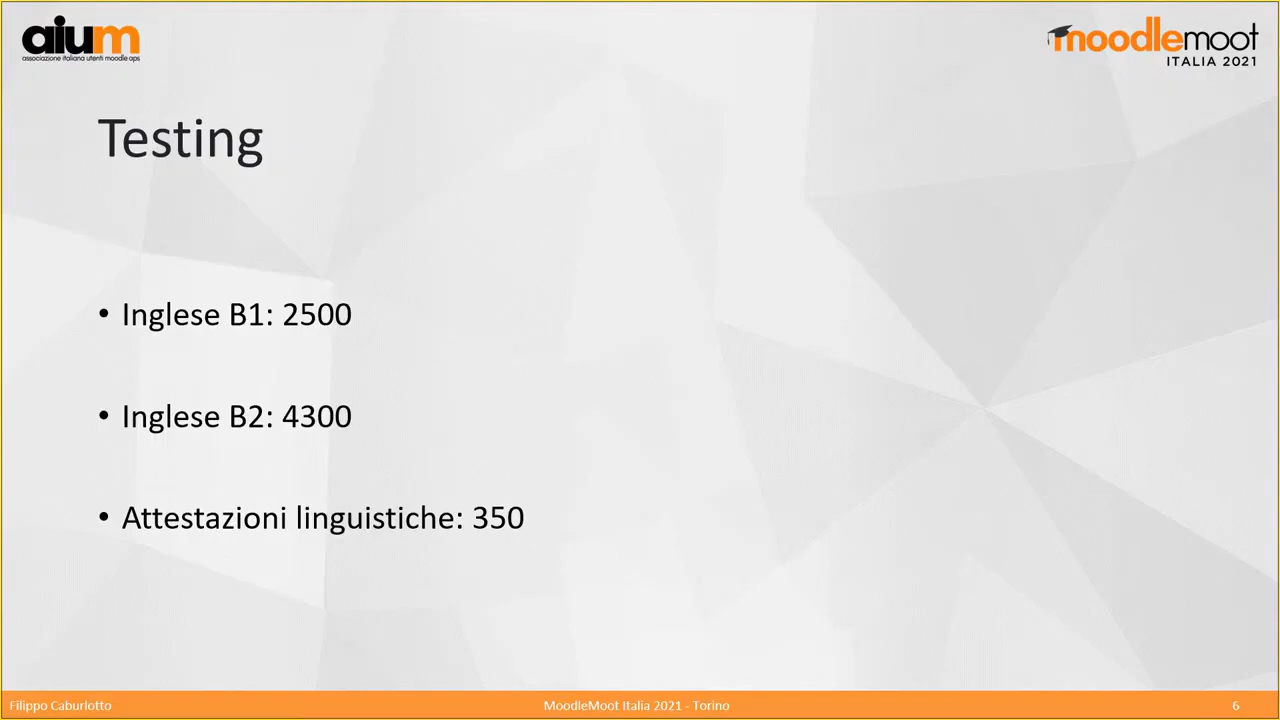 aium
associazione italiana utenti moodle aps
moodlemoot
ITALIA 2021
Testing
• Inglese B1: 2500
• Inglese B2: 4300
• Attestazioni linguistiche: 350
Filippo Caburlotto
MoodleMoot Italia 2021 - Torino
6